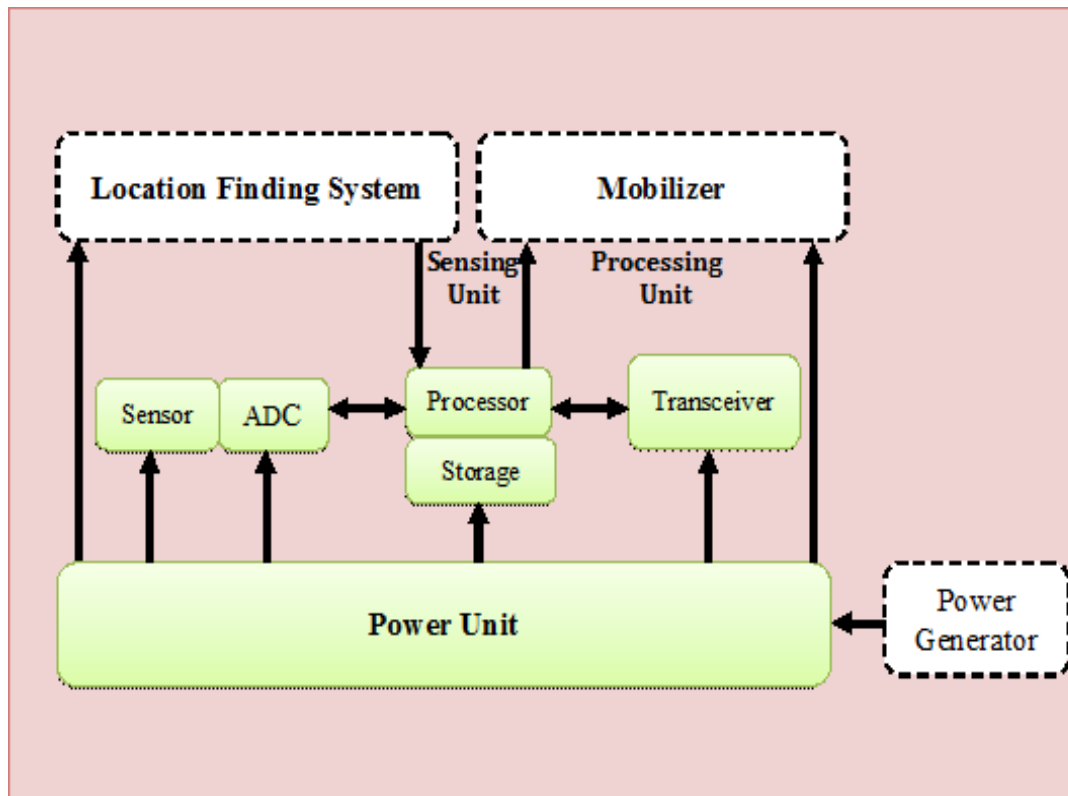 Location Finding System
Mobilizer
Sensing
Unit
Processing
Unit
Sensor
ADC
Processor
Transceiver
Storage
Power Unit
Power
Generator